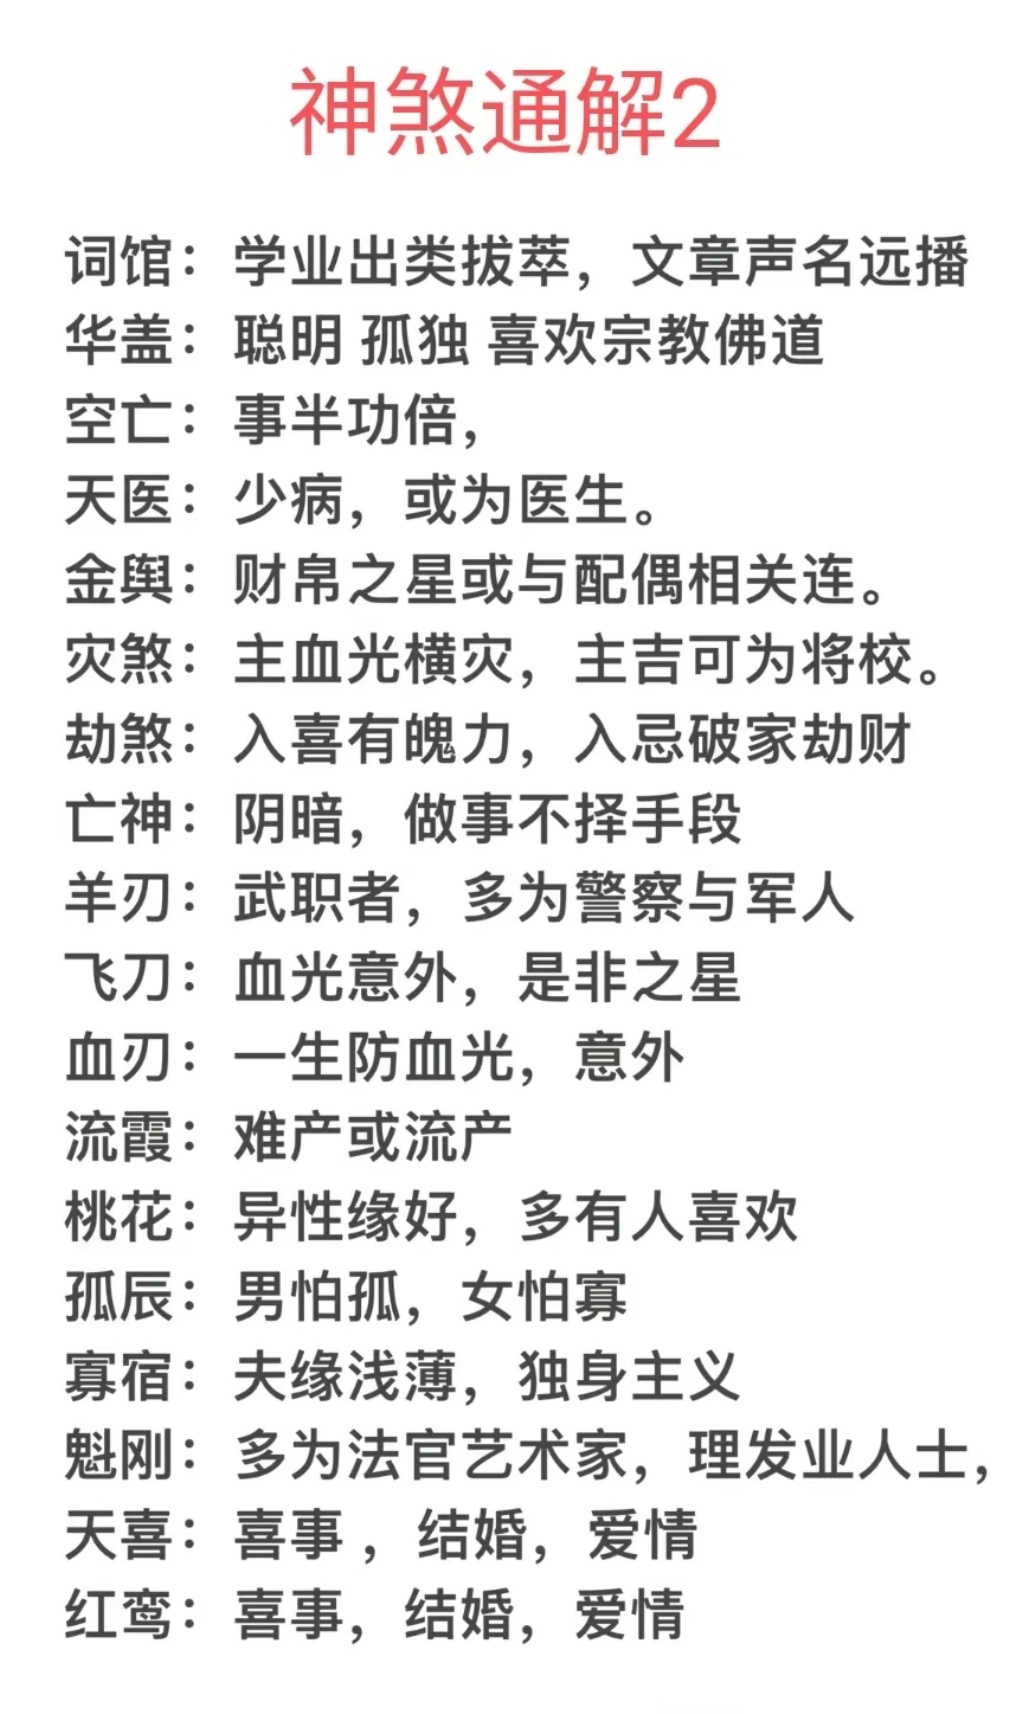 神煞通解2
词馆：学业出类拔萃，文章声名远播
华盖：聪明 孤独 喜欢宗教佛道
空亡：事半功倍，
天医：少病，或为医生。
金舆：财帛之星或与配偶相关连。
灾煞：主血光横灾，主吉可为将校。
劫煞：入喜有魄力，入忌破家劫财
亡神：阴暗，做事不择手段
羊刃：武职者，多为警察与军人
飞刀：血光意外，是非之星
血刃：一生防血光，意外
流霞：难产或流产
桃花：异性缘好，多有人喜欢
孤辰：男怕孤，女怕寡
寡宿：夫缘浅薄，独身主义
魁刚：多为法官艺术家，理发业人士，
天喜：喜事 ，结婚，爱情
红鸾：喜事，结婚，爱情